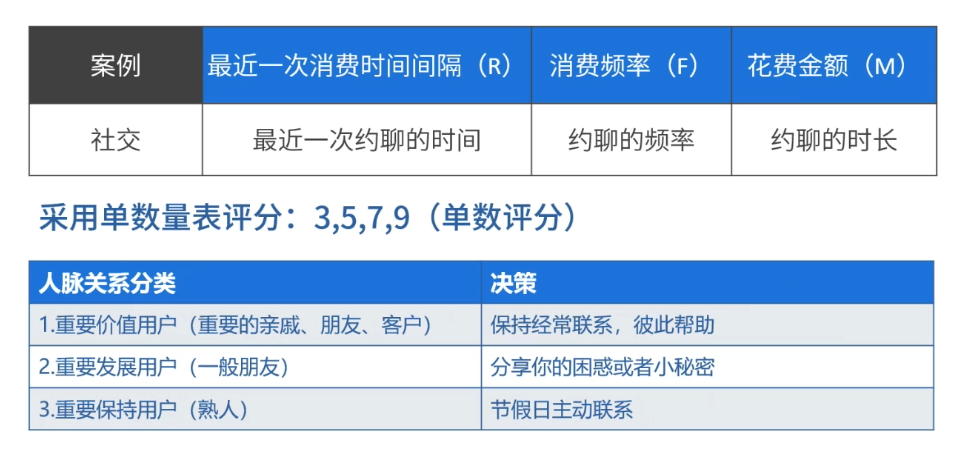 案例 最近一次消费时间间隔（R） 消费频率（F） 花费金额（M）
社交 最近一次约聊的时间 约聊的频率 约聊的时长
采用单数量表评分：3,5,7,9（单数评分）
人脉关系分类 决策
1.重要价值用户（重要的亲戚、朋友、客户） 保持经常联系，彼此帮助
2.重要发展用户（一般朋友） 分享你的困惑或者小秘密
3.重要保持用户（熟人） 节假日主动联系